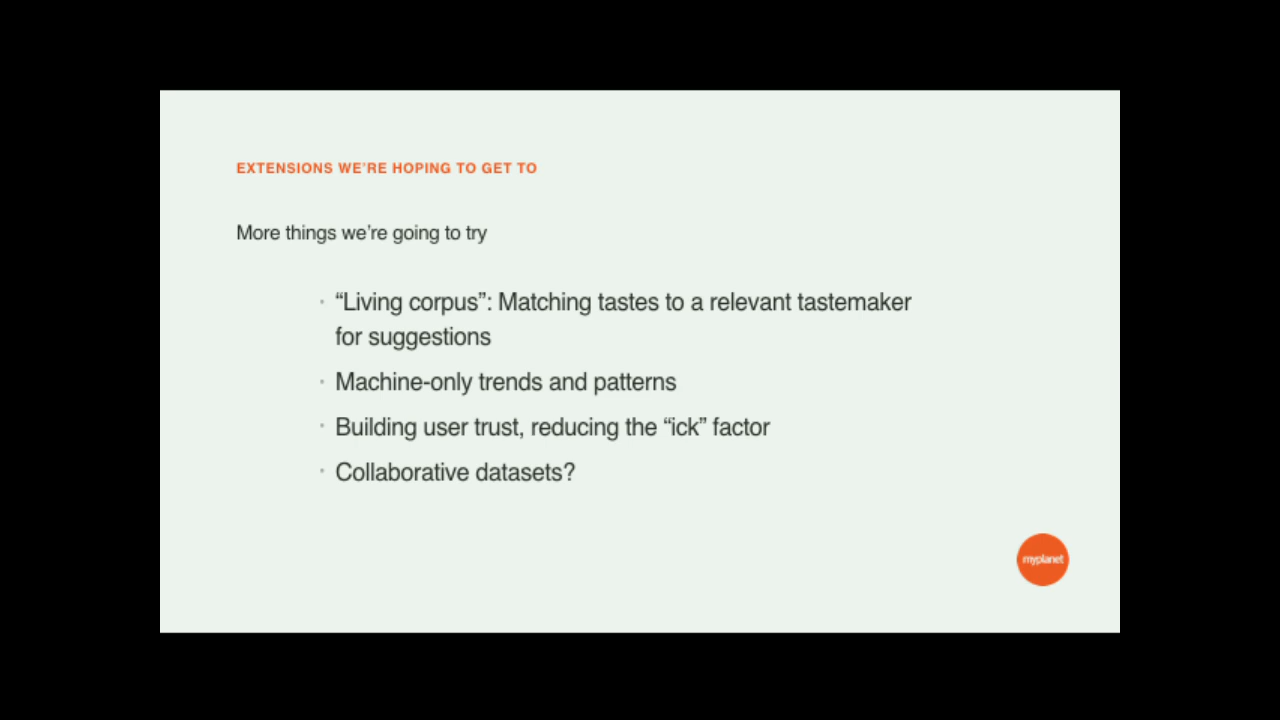 EXTENSIONS WE’RE HOPING TO GET TO
More things we’re going to try
“Living corpus”: Matching tastes to a relevant tastemaker
for suggestions
Machine-only trends and patterns
Building user trust, reducing the “ick” factor
Collaborative datasets?
myplanet